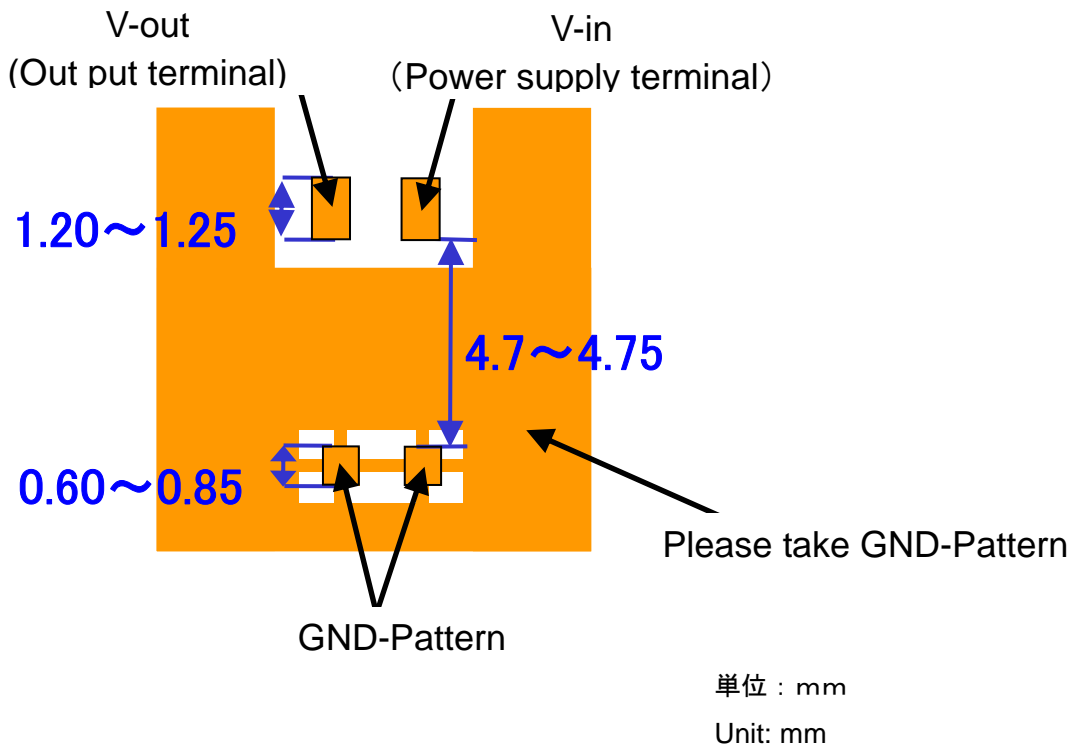 V-out
(Out put terminal)
V-in
（Power supply terminal）
1.20～1.25
4.7～4.75
0.60～0.85
Please take GND-Pattern
GND-Pattern
単位：ｍｍ
Unit: mm